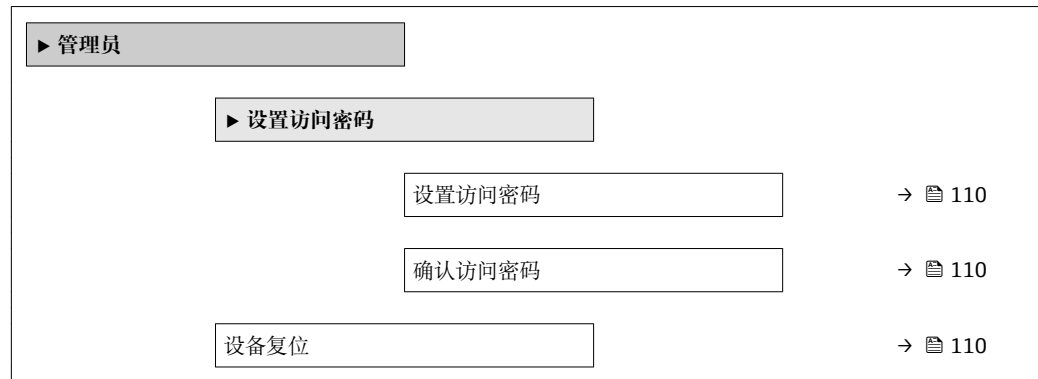 ▶ 管理员
▶ 设置访问密码
设置访问密码 → 🖹 110
确认访问密码 → 🖹 110
设备复位 → 🖹 110